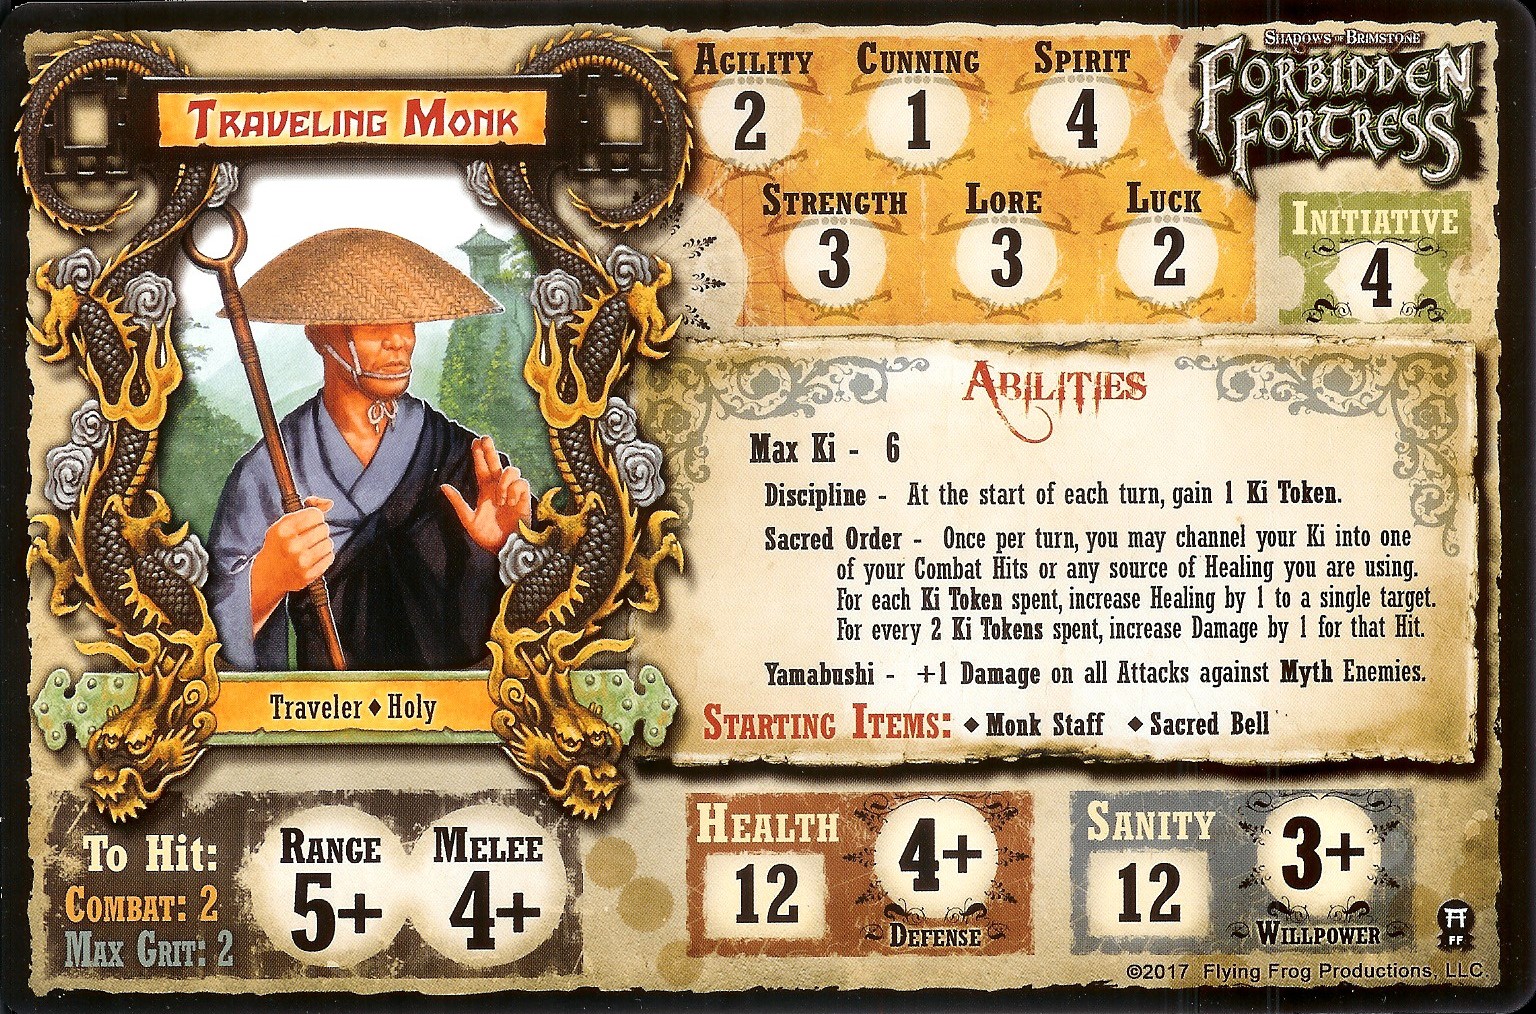 Traveling Monk
Agility
Cunning
Spirit
2
1
4
Shadows of Brimstone
Forbidden
Fortress
Strength
Lore
Luck
3
3
2
Initiative
4
Abilities
Max Ki - 6
Discipline - At the start of each turn, gain 1 Ki Token.
Sacred Order - Once per turn, you may channel your Ki into one
of your Combat Hits or any source of Healing you are using.
For each Ki Token spent, increase Healing by 1 to a single target.
For every 2 Ki Tokens spent, increase Damage by 1 for that Hit.
Yamabushi - +1 Damage on all Attacks against Myth Enemies.
Starting Items: ♦ Monk Staff ♦ Sacred Bell
Traveler ♦ Holy
To Hit:
Combat: 2
Max Grit: 2
Range
5+
Melee
4+
Health
12
4+
Defense
Sanity
12
3+
Willpower
FF
©2017 Flying Frog Productions, LLC.